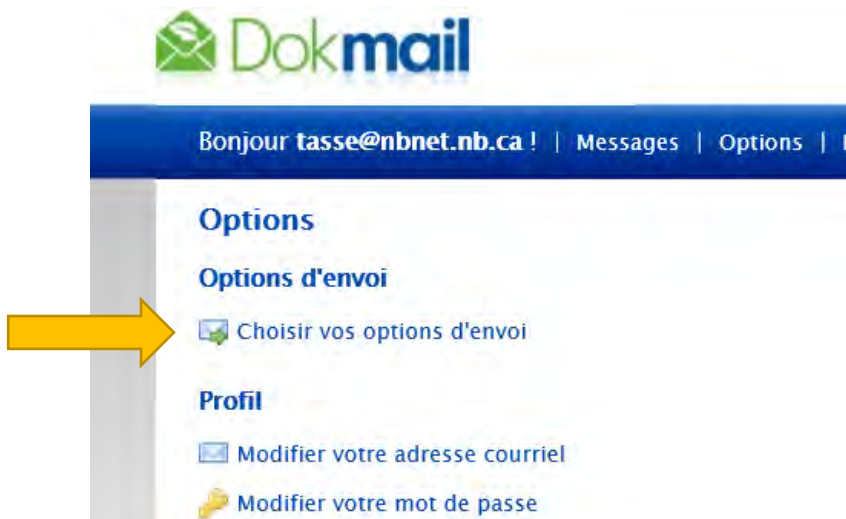 Dokmail
Bonjour tasse@nbnet.nb.ca ! | Messages | Options |
Options
Options d'envoi
Choisir vos options d'envoi
Profil
Modifier votre adresse courriel
Modifier votre mot de passe